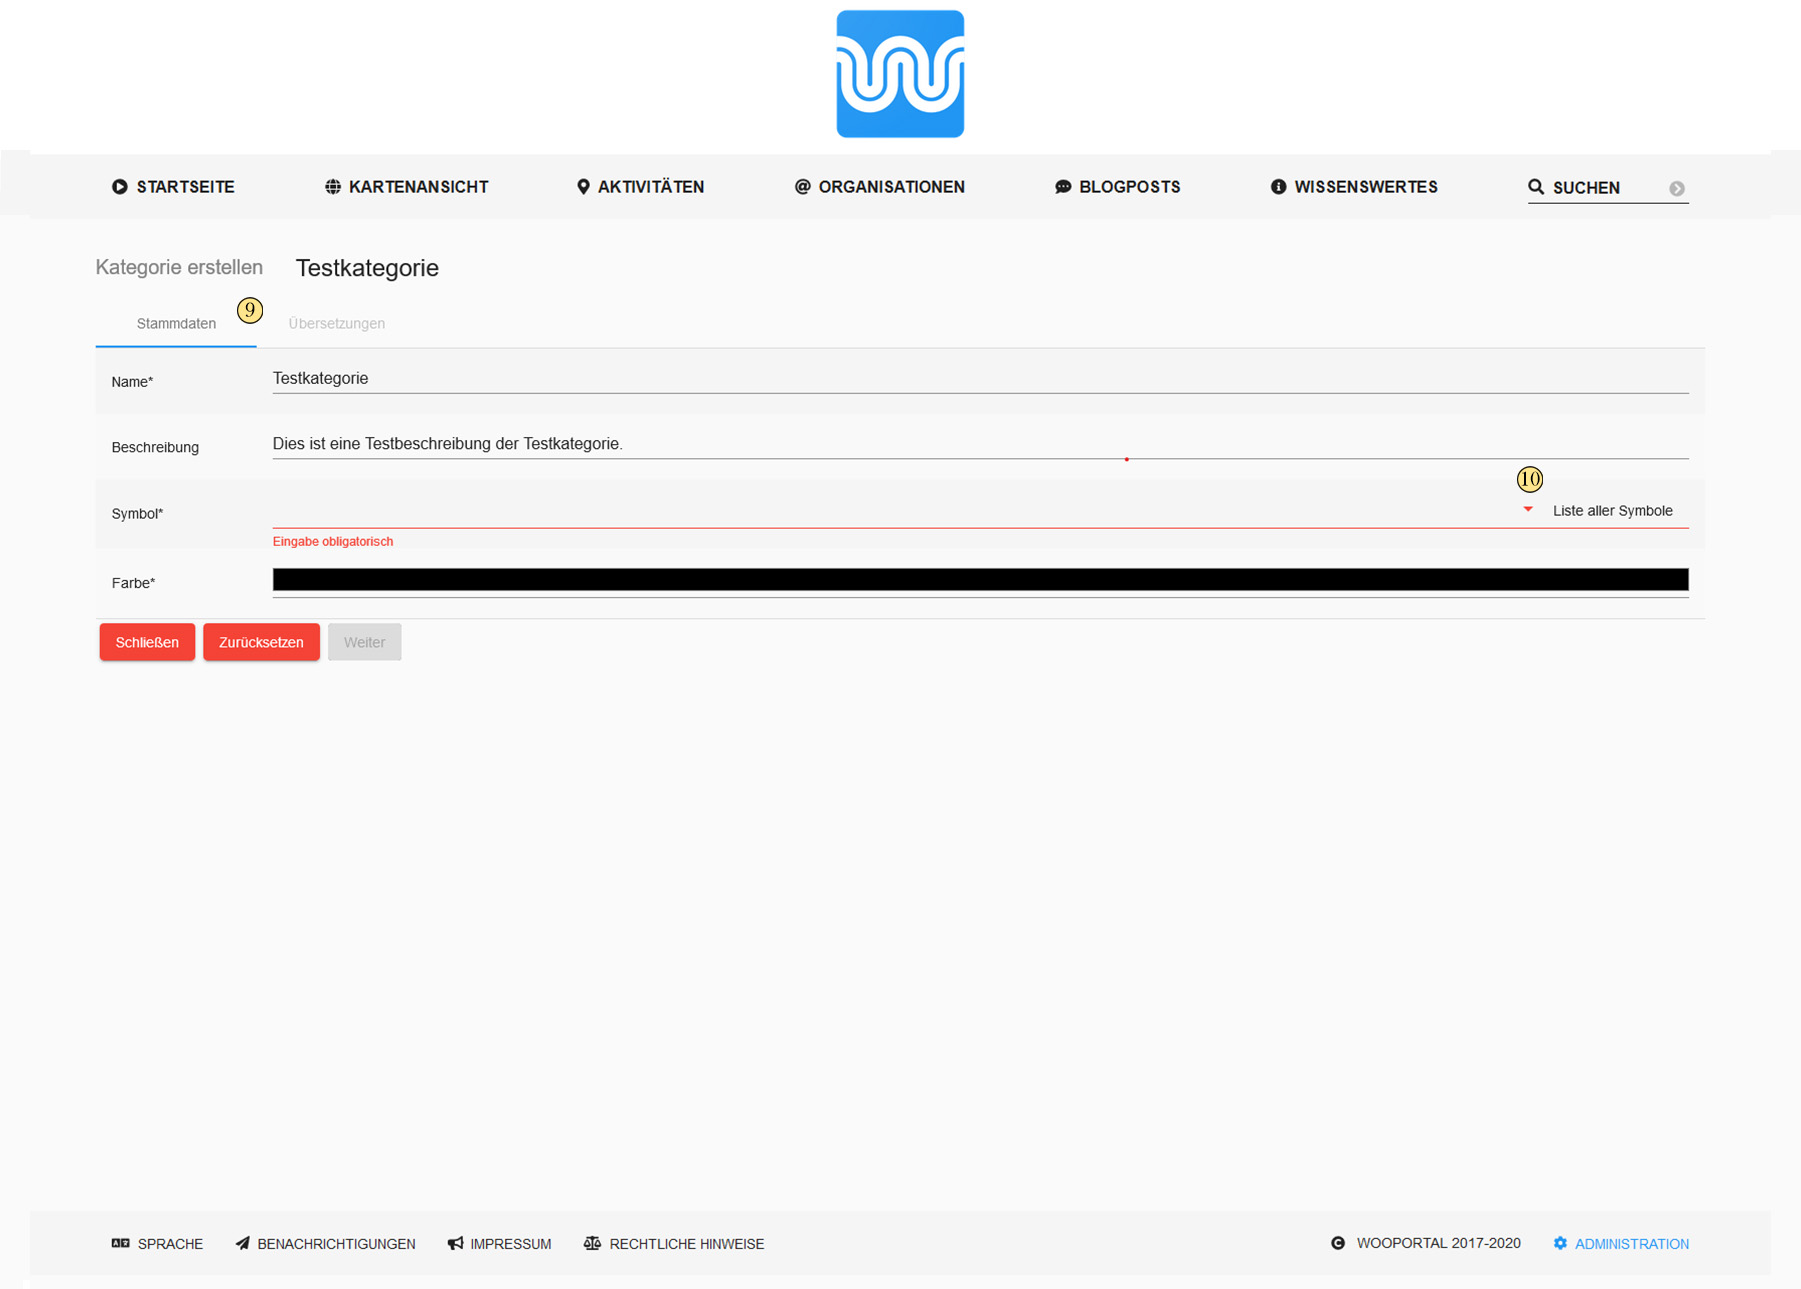 STARTSEITE KARTENANSICHT AKTIVITÄTEN @ ORGANISATIONEN BLOGPOSTS WISSENSWERTES SUCHEN
Kategorie erstellen Testkategorie
Stammdaten 9 Übersetzungen
Name* Testkategorie
Beschreibung Dies ist eine Testbeschreibung der Testkategorie.
10
Symbol* Liste aller Symbole
Eingabe obligatorisch
Farbe*
Schließen Zurücksetzen Weiter
SPRACHE BENACHRICHTIGUNGEN IMPRESSUM RECHTLICHE HINWEISE WOOPORTAL 2017-2020 ADMINISTRATION